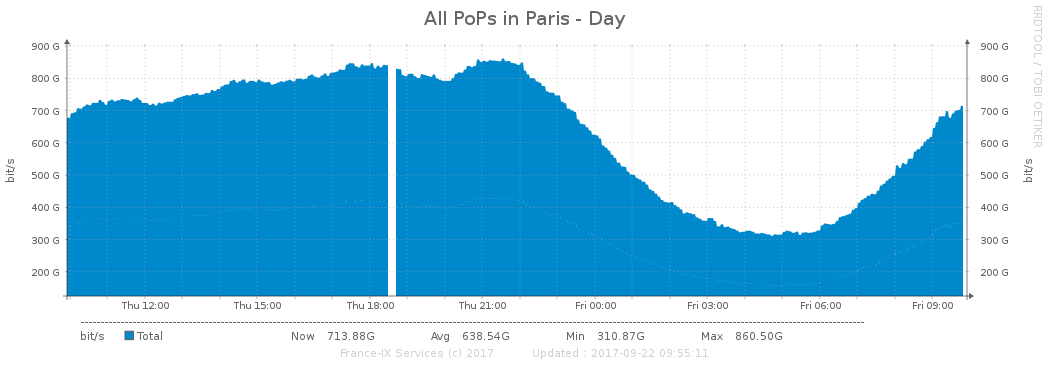 All PoPs in Paris - Day
RRDTOOL / TOBI OETIKER
900 G 900 G
800 G 800 G
700 G 700 G
600 G 600 G
bit/s bit/s
500 G 500 G
400 G 400 G
300 G 300 G
200 G 200 G
Thu 12:00 Thu 15:00 Thu 18:00 Thu 21:00 Fri 00:00 Fri 03:00 Fri 06:00 Fri 09:00
bit/s Total Now 713.88G Avg 638.54G Min 310.87G Max 860.50G
France-IX Services (c) 2017 Updated : 2017-09-22 09:55:11